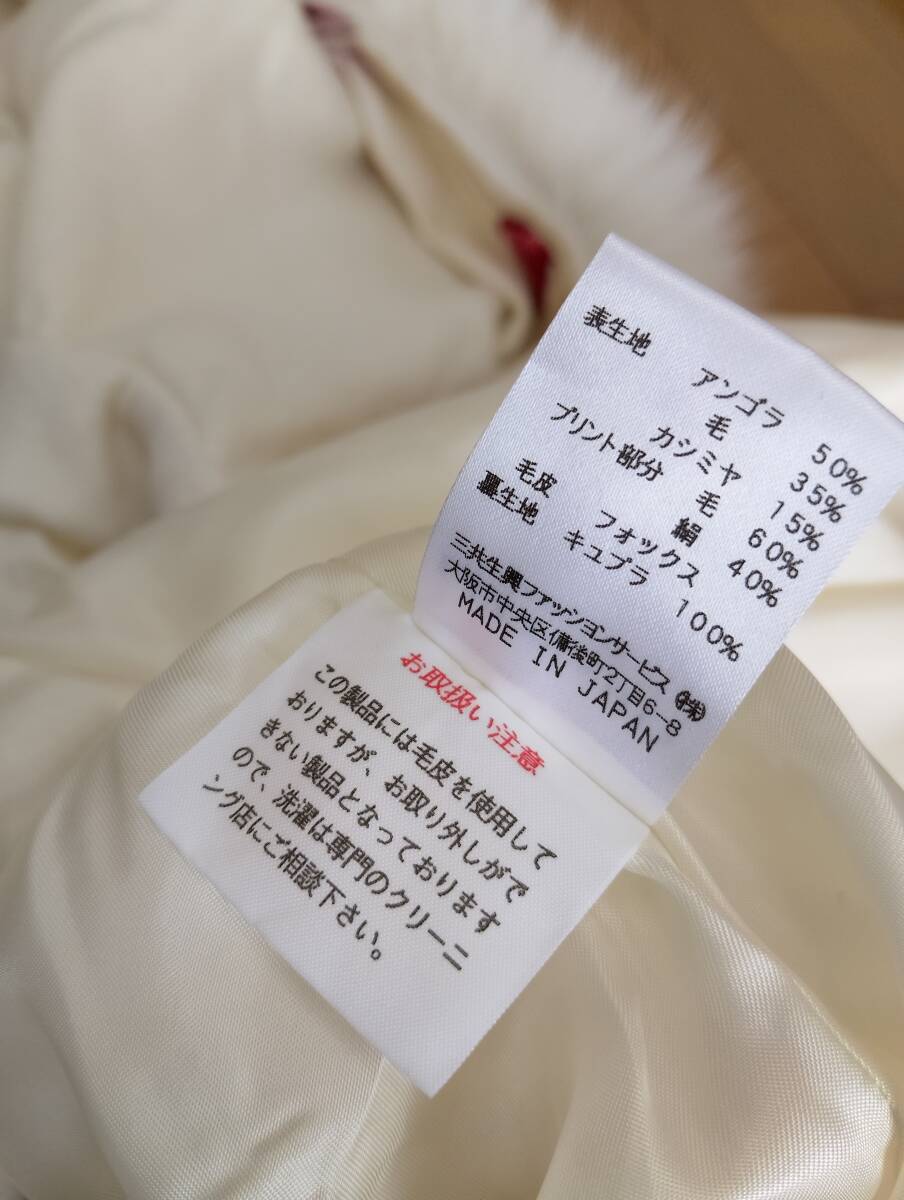 表生地 アンゴラ 50%
毛 35%
カシミヤ 15%
プリント部分 毛 60%
絹 40%
毛皮 フォックス
裏生地 キュプラ 100%
三共生興ファッションサービス㈱
大阪市中央区備後町2丁目6-8
MADE IN JAPAN
お取扱い注意
この製品には毛皮を使用して
おりますが、お取り外しがで
きない製品となっております
ので、洗濯は専門のクリーニ
ング店にご相談下さい。